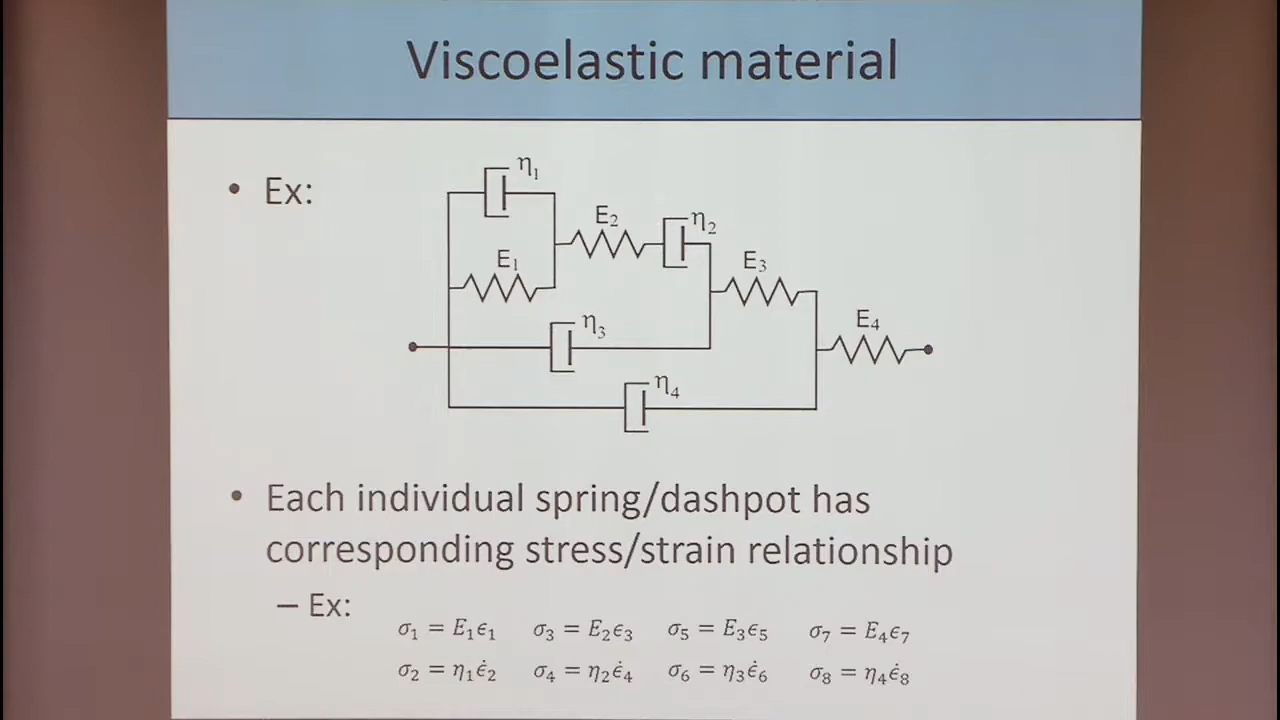 Viscoelastic material
• Ex:
η₁
E₂
η₂
E₁
E₃
η₃
E₄
η₄
• Each individual spring/dashpot has
corresponding stress/strain relationship
– Ex:
σ₁ = E₁ϵ₁ σ₃ = E₂ϵ₃ σ₅ = E₃ϵ₅ σ₇ = E₄ϵ₇
σ₂ = η₁ϵ̇₂ σ₄ = η₂ϵ̇₄ σ₆ = η₃ϵ̇₆ σ₈ = η₄ϵ̇₈